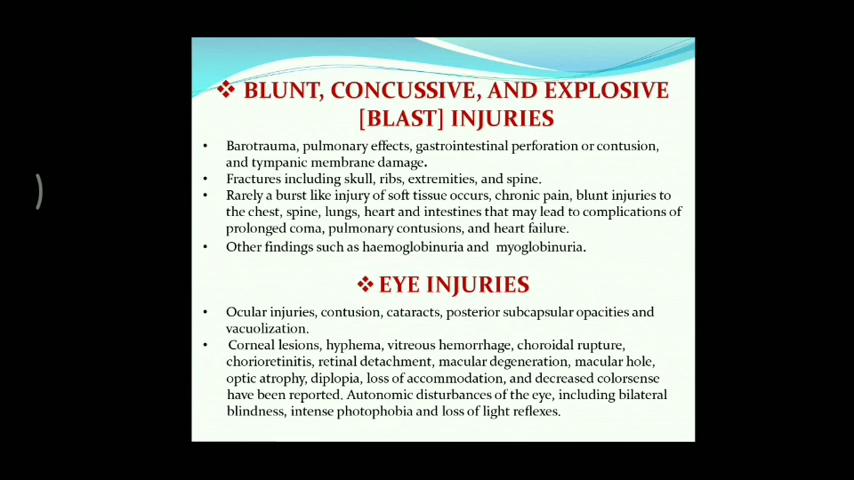 ❖ BLUNT, CONCUSSIVE, AND EXPLOSIVE
[BLAST] INJURIES
• Barotrauma, pulmonary effects, gastrointestinal perforation or contusion,
and tympanic membrane damage.
• Fractures including skull, ribs, extremities, and spine.
• Rarely a burst like injury of soft tissue occurs, chronic pain, blunt injuries to
the chest, spine, lungs, heart and intestines that may lead to complications of
prolonged coma, pulmonary contusions, and heart failure.
• Other findings such as haemoglobinuria and myoglobinuria.
❖ EYE INJURIES
• Ocular injuries, contusion, cataracts, posterior subcapsular opacities and
vacuolization.
• Corneal lesions, hyphema, vitreous hemorrhage, choroidal rupture,
chorioretinitis, retinal detachment, macular degeneration, macular hole,
optic atrophy, diplopia, loss of accommodation, and decreased colorsense
have been reported. Autonomic disturbances of the eye, including bilateral
blindness, intense photophobia and loss of light reflexes.